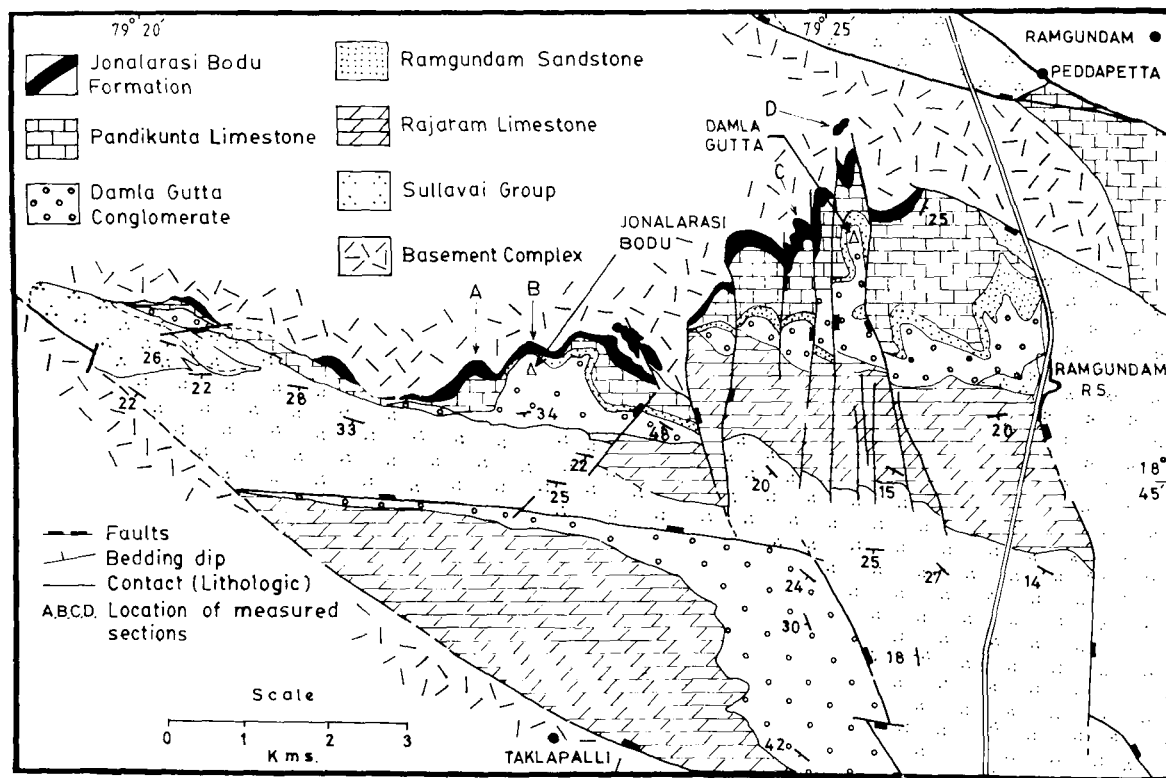 79° 20'
79° 25'
Jonalarasi Bodu
Formation
Pandikunta Limestone
Damla Gutta
Conglomerate
Ramgundam Sandstone
Rajaram Limestone
Sullavai Group
Basement Complex
RAMGUNDAM
PEDDAPETTA
D
DAMLA
GUTTA
C
JONALARASI
BODU
A
B
25
26
22
22
28
33
34
48
22
25
20
15
20
RAMGUNDAM
R.S.
18°
45'
24
25
27
14
30
18
42
Faults
Bedding dip
Contact (Lithologic)
A.B.C.D. Location of measured
sections
Scale
0 1 2 3
Kms.
TAKLAPALLI